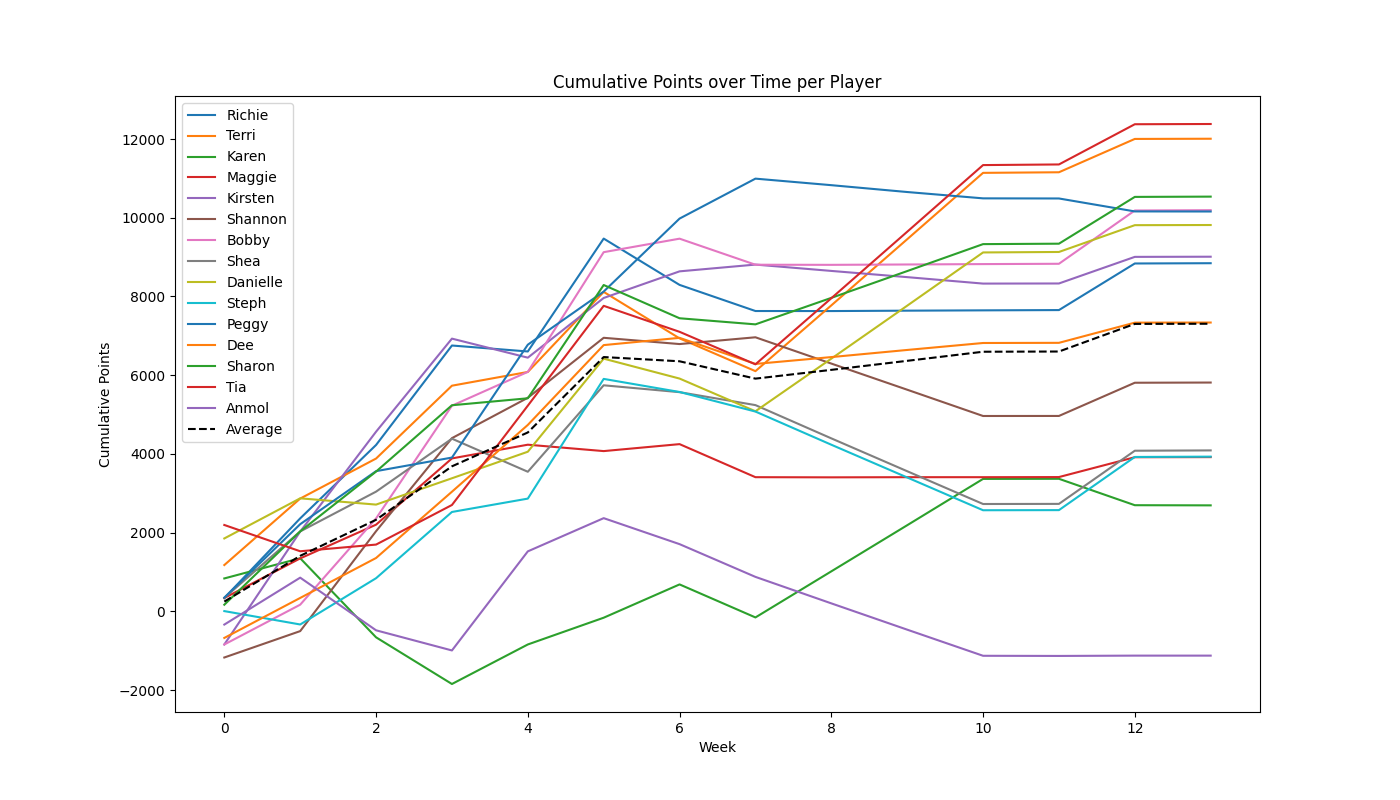 Cumulative Points over Time per Player
Richie
Terri
Karen
Maggie
Kirsten
Shannon
Bobby
Shea
Danielle
Steph
Peggy
Dee
Sharon
Tia
Anmol
Average
Cumulative Points
12000
10000
8000
6000
4000
2000
0
−2000
0 2 4 6 8 10 12
Week